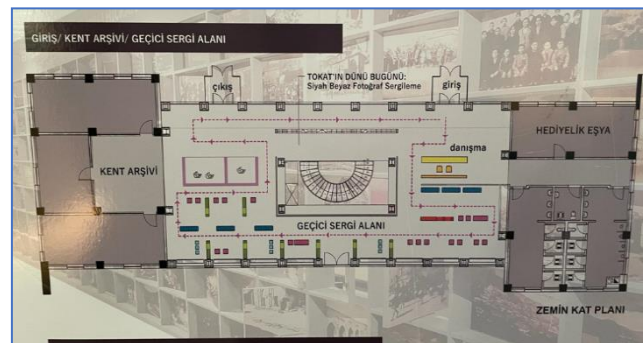 GİRİŞ/ KENT ARŞİVİ/ GEÇİCİ SERGİ ALANI
çıkış
TOKAT'IN DÜNÜ BUGÜNÜ:
Siyah Beyaz Fotoğraf Sergileme
giriş
HEDİYELİK EŞYA
danışma
KENT ARŞİVİ
GEÇİCİ SERGİ ALANI
ZEMİN KAT PLANI